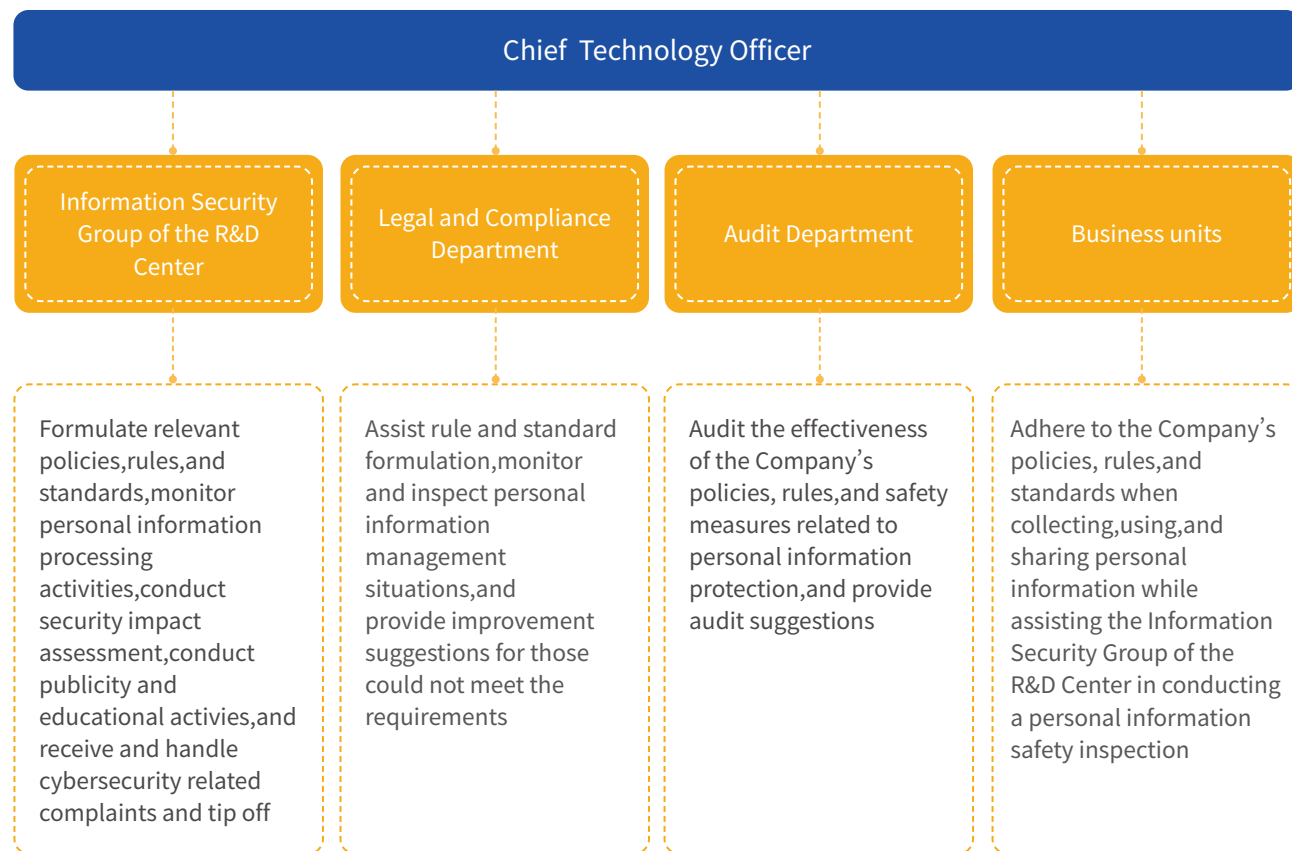 Chief Technology Officer
Information Security
Group of the R&D
Center
Legal and Compliance
Department
Audit Department
Business units
Formulate relevant
policies,rules,and
standards,monitor
personal information
processing
activities,conduct
security impact
assessment,conduct
publicity and
educational activies,and
receive and handle
cybersecurity related
complaints and tip off
Assist rule and standard
formulation,monitor
and inspect personal
information
management
situations,and
provide improvement
suggestions for those
could not meet the
requirements
Audit the effectiveness
of the Company’s
policies, rules,and safety
measures related to
personal information
protection,and provide
audit suggestions
Adhere to the Company’s
policies, rules,and
standards when
collecting,using,and
sharing personal
information while
assisting the Information
Security Group of the
R&D Center in conducting
a personal information
safety inspection